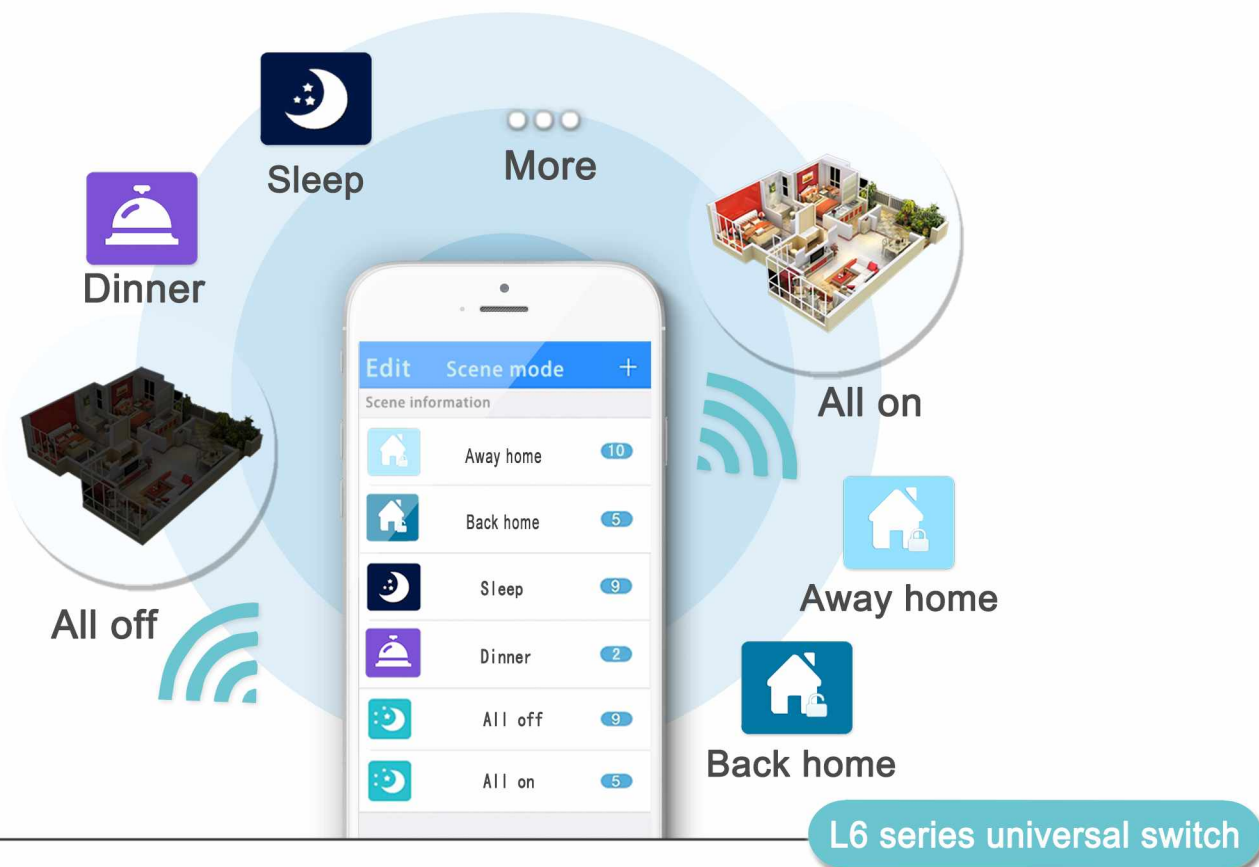 Sleep
More
Dinner
Edit Scene mode +
Scene information
Away home 10
Back home 5
Sleep 9
Dinner 2
All off 9
All on 5
All on
Away home
All off
Back home
L6 series universal switch